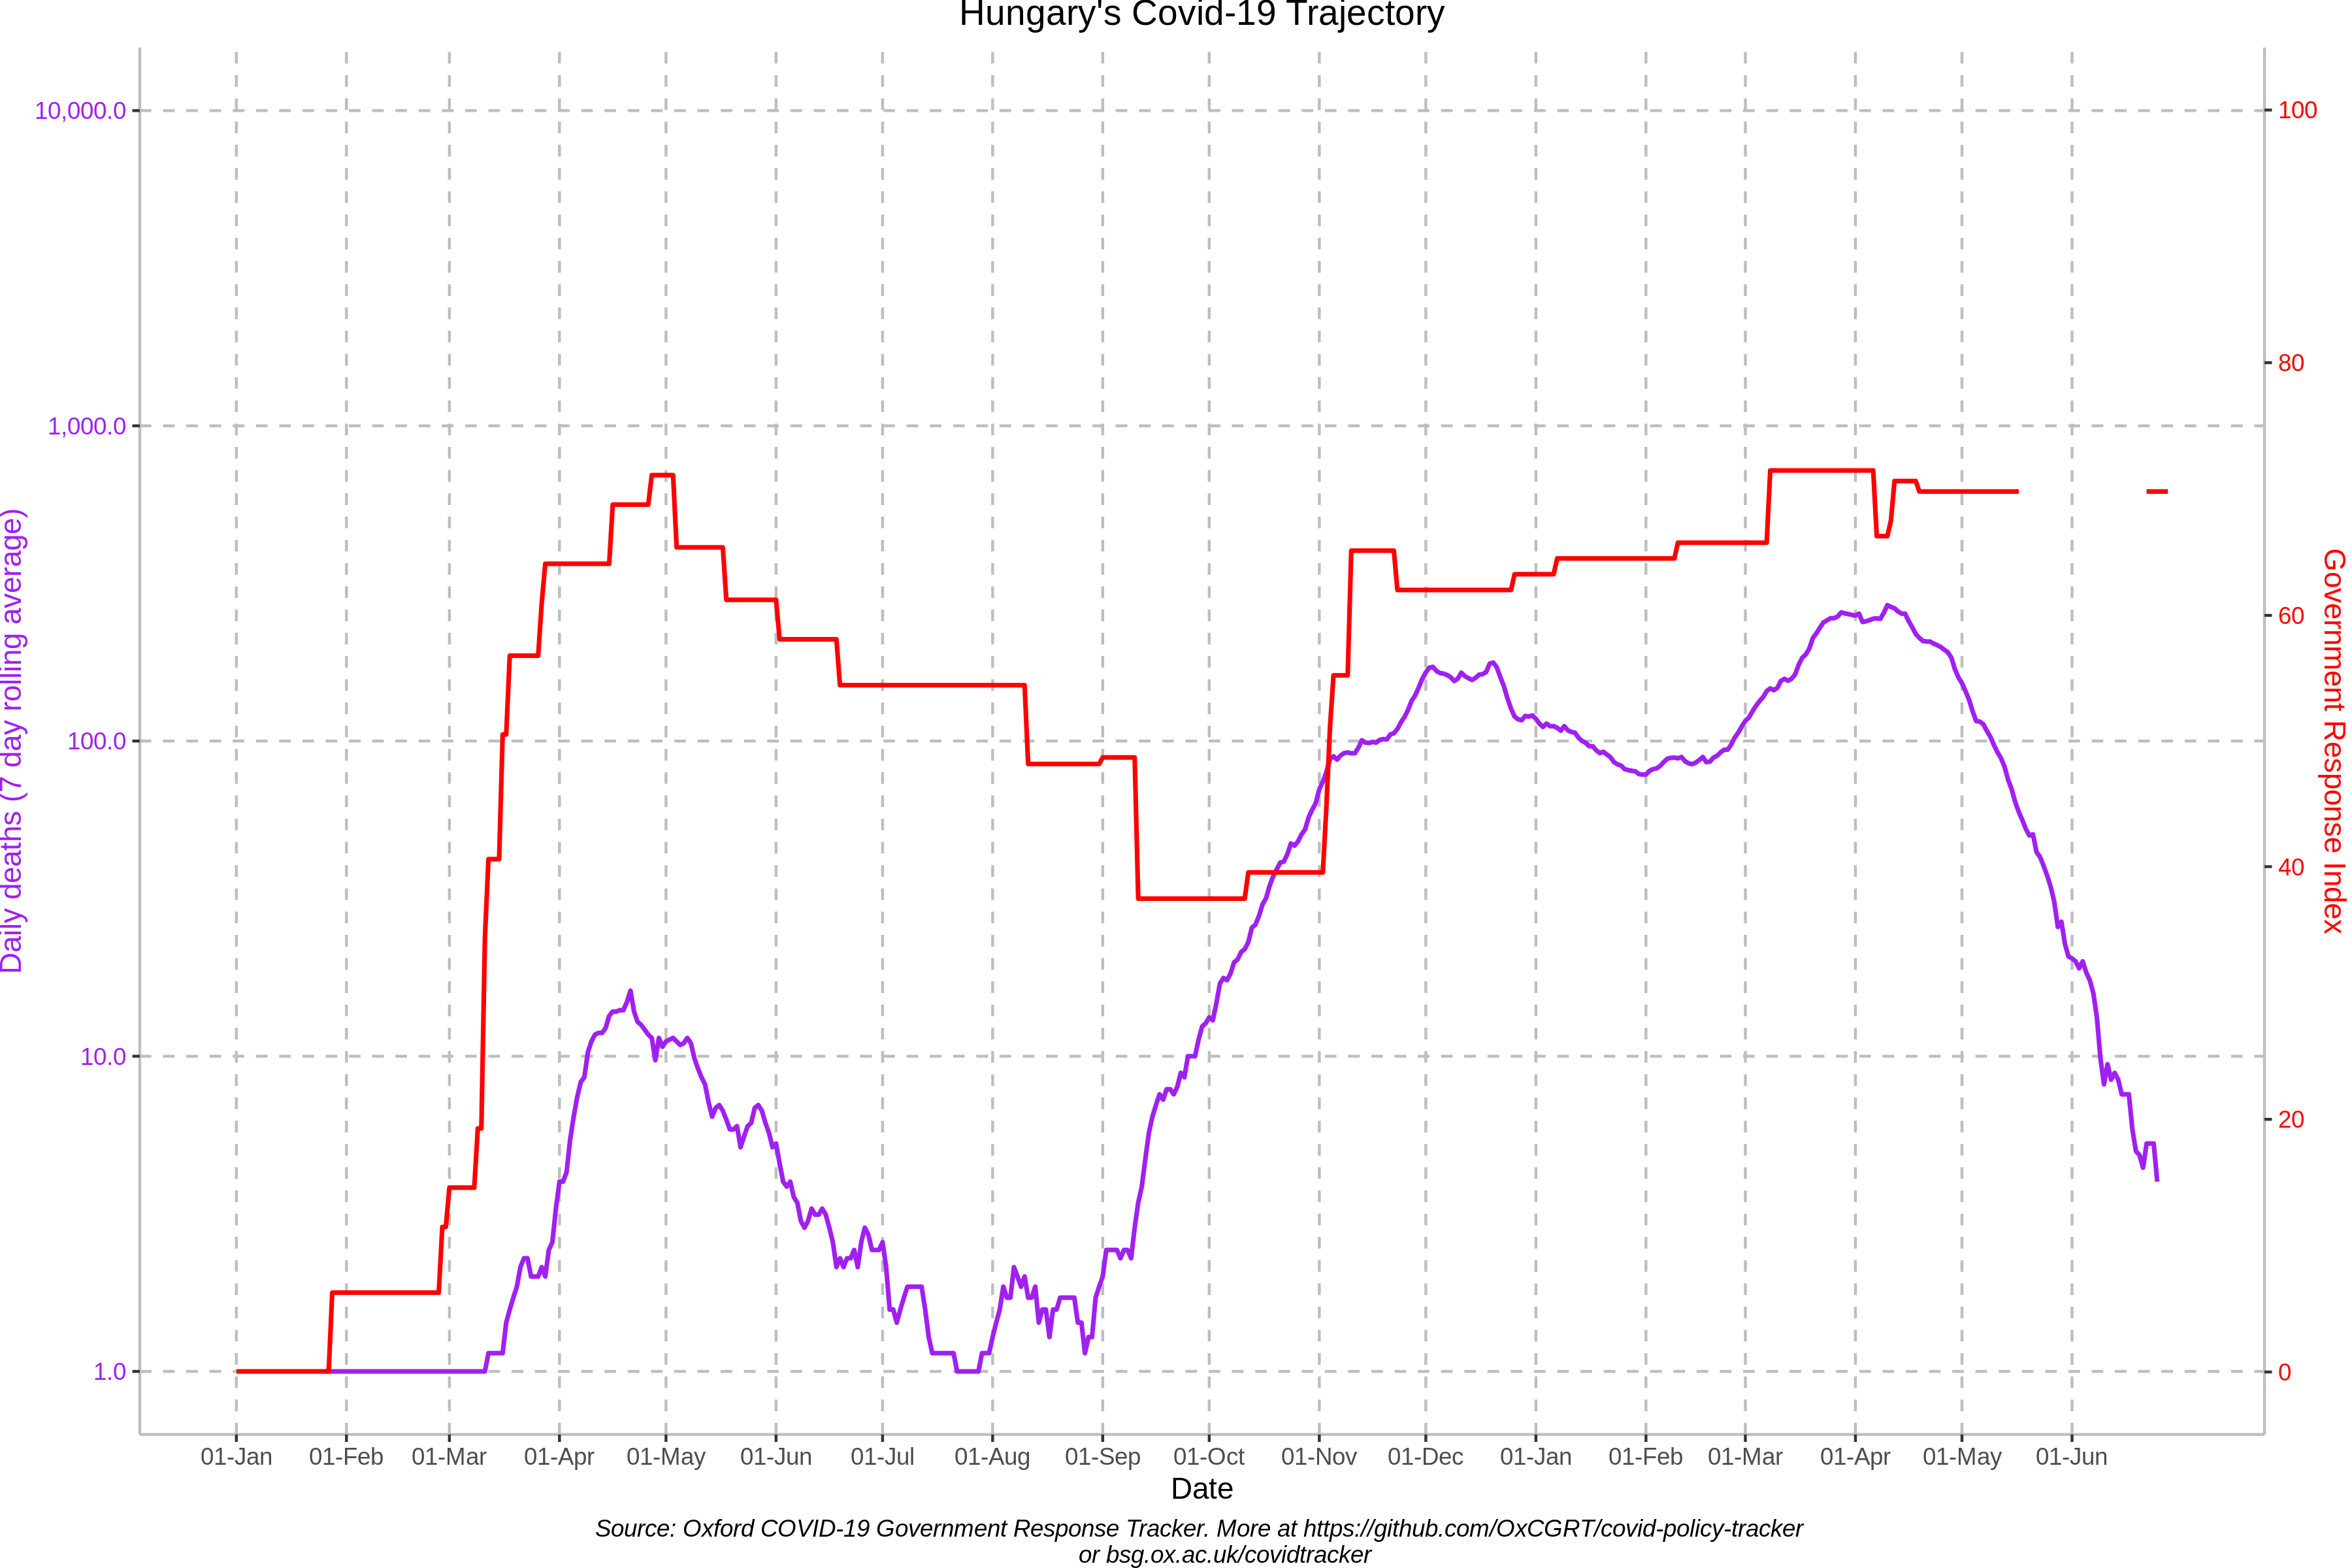 Hungary's Covid-19 Trajectory
10,000.0
1,000.0
100.0
10.0
1.0
Daily deaths (7 day rolling average)
100
80
60
40
20
0
Government Response Index
01-Jan 01-Feb 01-Mar 01-Apr 01-May 01-Jun 01-Jul 01-Aug 01-Sep 01-Oct 01-Nov 01-Dec 01-Jan 01-Feb 01-Mar 01-Apr 01-May 01-Jun
Date
Source: Oxford COVID-19 Government Response Tracker. More at https://github.com/OxCGRT/covid-policy-tracker
or bsg.ox.ac.uk/covidtracker